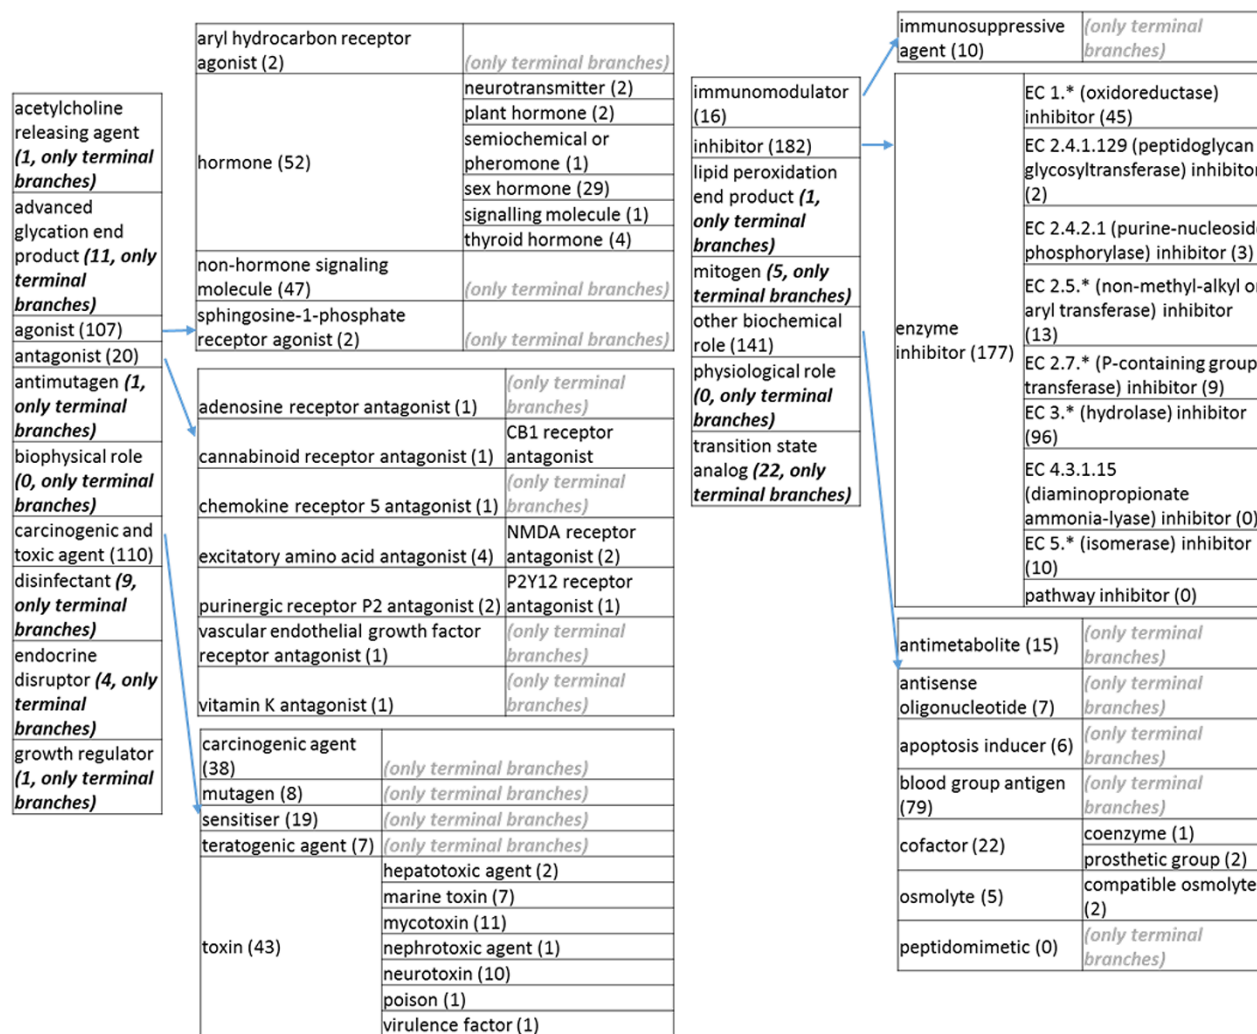 acetylcholine
releasing agent
(1, only terminal
branches)
advanced
glycation end
product (11, only
terminal
branches)
agonist (107)
antagonist (20)
antimutagen (1,
only terminal
branches)
biophysical role
(0, only terminal
branches)
carcinogenic and
toxic agent (110)
disinfectant (9,
only terminal
branches)
endocrine
disruptor (4, only
terminal
branches)
growth regulator
(1, only terminal
branches)
aryl hydrocarbon receptor
agonist (2)
(only terminal branches)
hormone (52)
neurotransmitter (2)
plant hormone (2)
semiochemical or
pheromone (1)
sex hormone (29)
signalling molecule (1)
thyroid hormone (4)
non-hormone signaling
molecule (47)
(only terminal branches)
sphingosine-1-phosphate
receptor agonist (2)
(only terminal branches)
adenosine receptor antagonist (1)
(only terminal
branches)
cannabinoid receptor antagonist (1)
CB1 receptor
antagonist
chemokine receptor 5 antagonist (1)
(only terminal
branches)
excitatory amino acid antagonist (4)
NMDA receptor
antagonist (2)
purinergic receptor P2 antagonist (2)
P2Y12 receptor
antagonist (1)
vascular endothelial growth factor
receptor antagonist (1)
(only terminal
branches)
vitamin K antagonist (1)
(only terminal
branches)
carcinogenic agent
(38)
(only terminal branches)
mutagen (8)
(only terminal branches)
sensitiser (19)
(only terminal branches)
teratogenic agent (7)
(only terminal branches)
toxin (43)
hepatotoxic agent (2)
marine toxin (7)
mycotoxin (11)
nephrotoxic agent (1)
neurotoxin (10)
poison (1)
virulence factor (1)
immunomodulator
(16)
inhibitor (182)
lipid peroxidation
end product (1,
only terminal
branches)
mitogen (5, only
terminal branches)
other biochemical
role (141)
physiological role
(0, only terminal
branches)
transition state
analog (22, only
terminal branches)
immunosuppressive
agent (10)
(only terminal
branches)
enzyme
inhibitor (177)
EC 1.* (oxidoreductase)
inhibitor (45)
EC 2.4.1.129 (peptidoglycan
glycosyltransferase) inhibitor
(2)
EC 2.4.2.1 (purine-nucleoside
phosphorylase) inhibitor (3)
EC 2.5.* (non-methyl-alkyl or
aryl transferase) inhibitor
(13)
EC 2.7.* (P-containing group
transferase) inhibitor (9)
EC 3.* (hydrolase) inhibitor
(96)
EC 4.3.1.15
(diaminopropionate
ammonia-lyase) inhibitor (0)
EC 5.* (isomerase) inhibitor
(10)
pathway inhibitor (0)
antimetabolite (15)
(only terminal
branches)
antisense
oligonucleotide (7)
(only terminal
branches)
apoptosis inducer (6)
(only terminal
branches)
blood group antigen
(79)
(only terminal
branches)
cofactor (22)
coenzyme (1)
prosthetic group (2)
osmolyte (5)
compatible osmolyte
(2)
peptidomimetic (0)
(only terminal
branches)